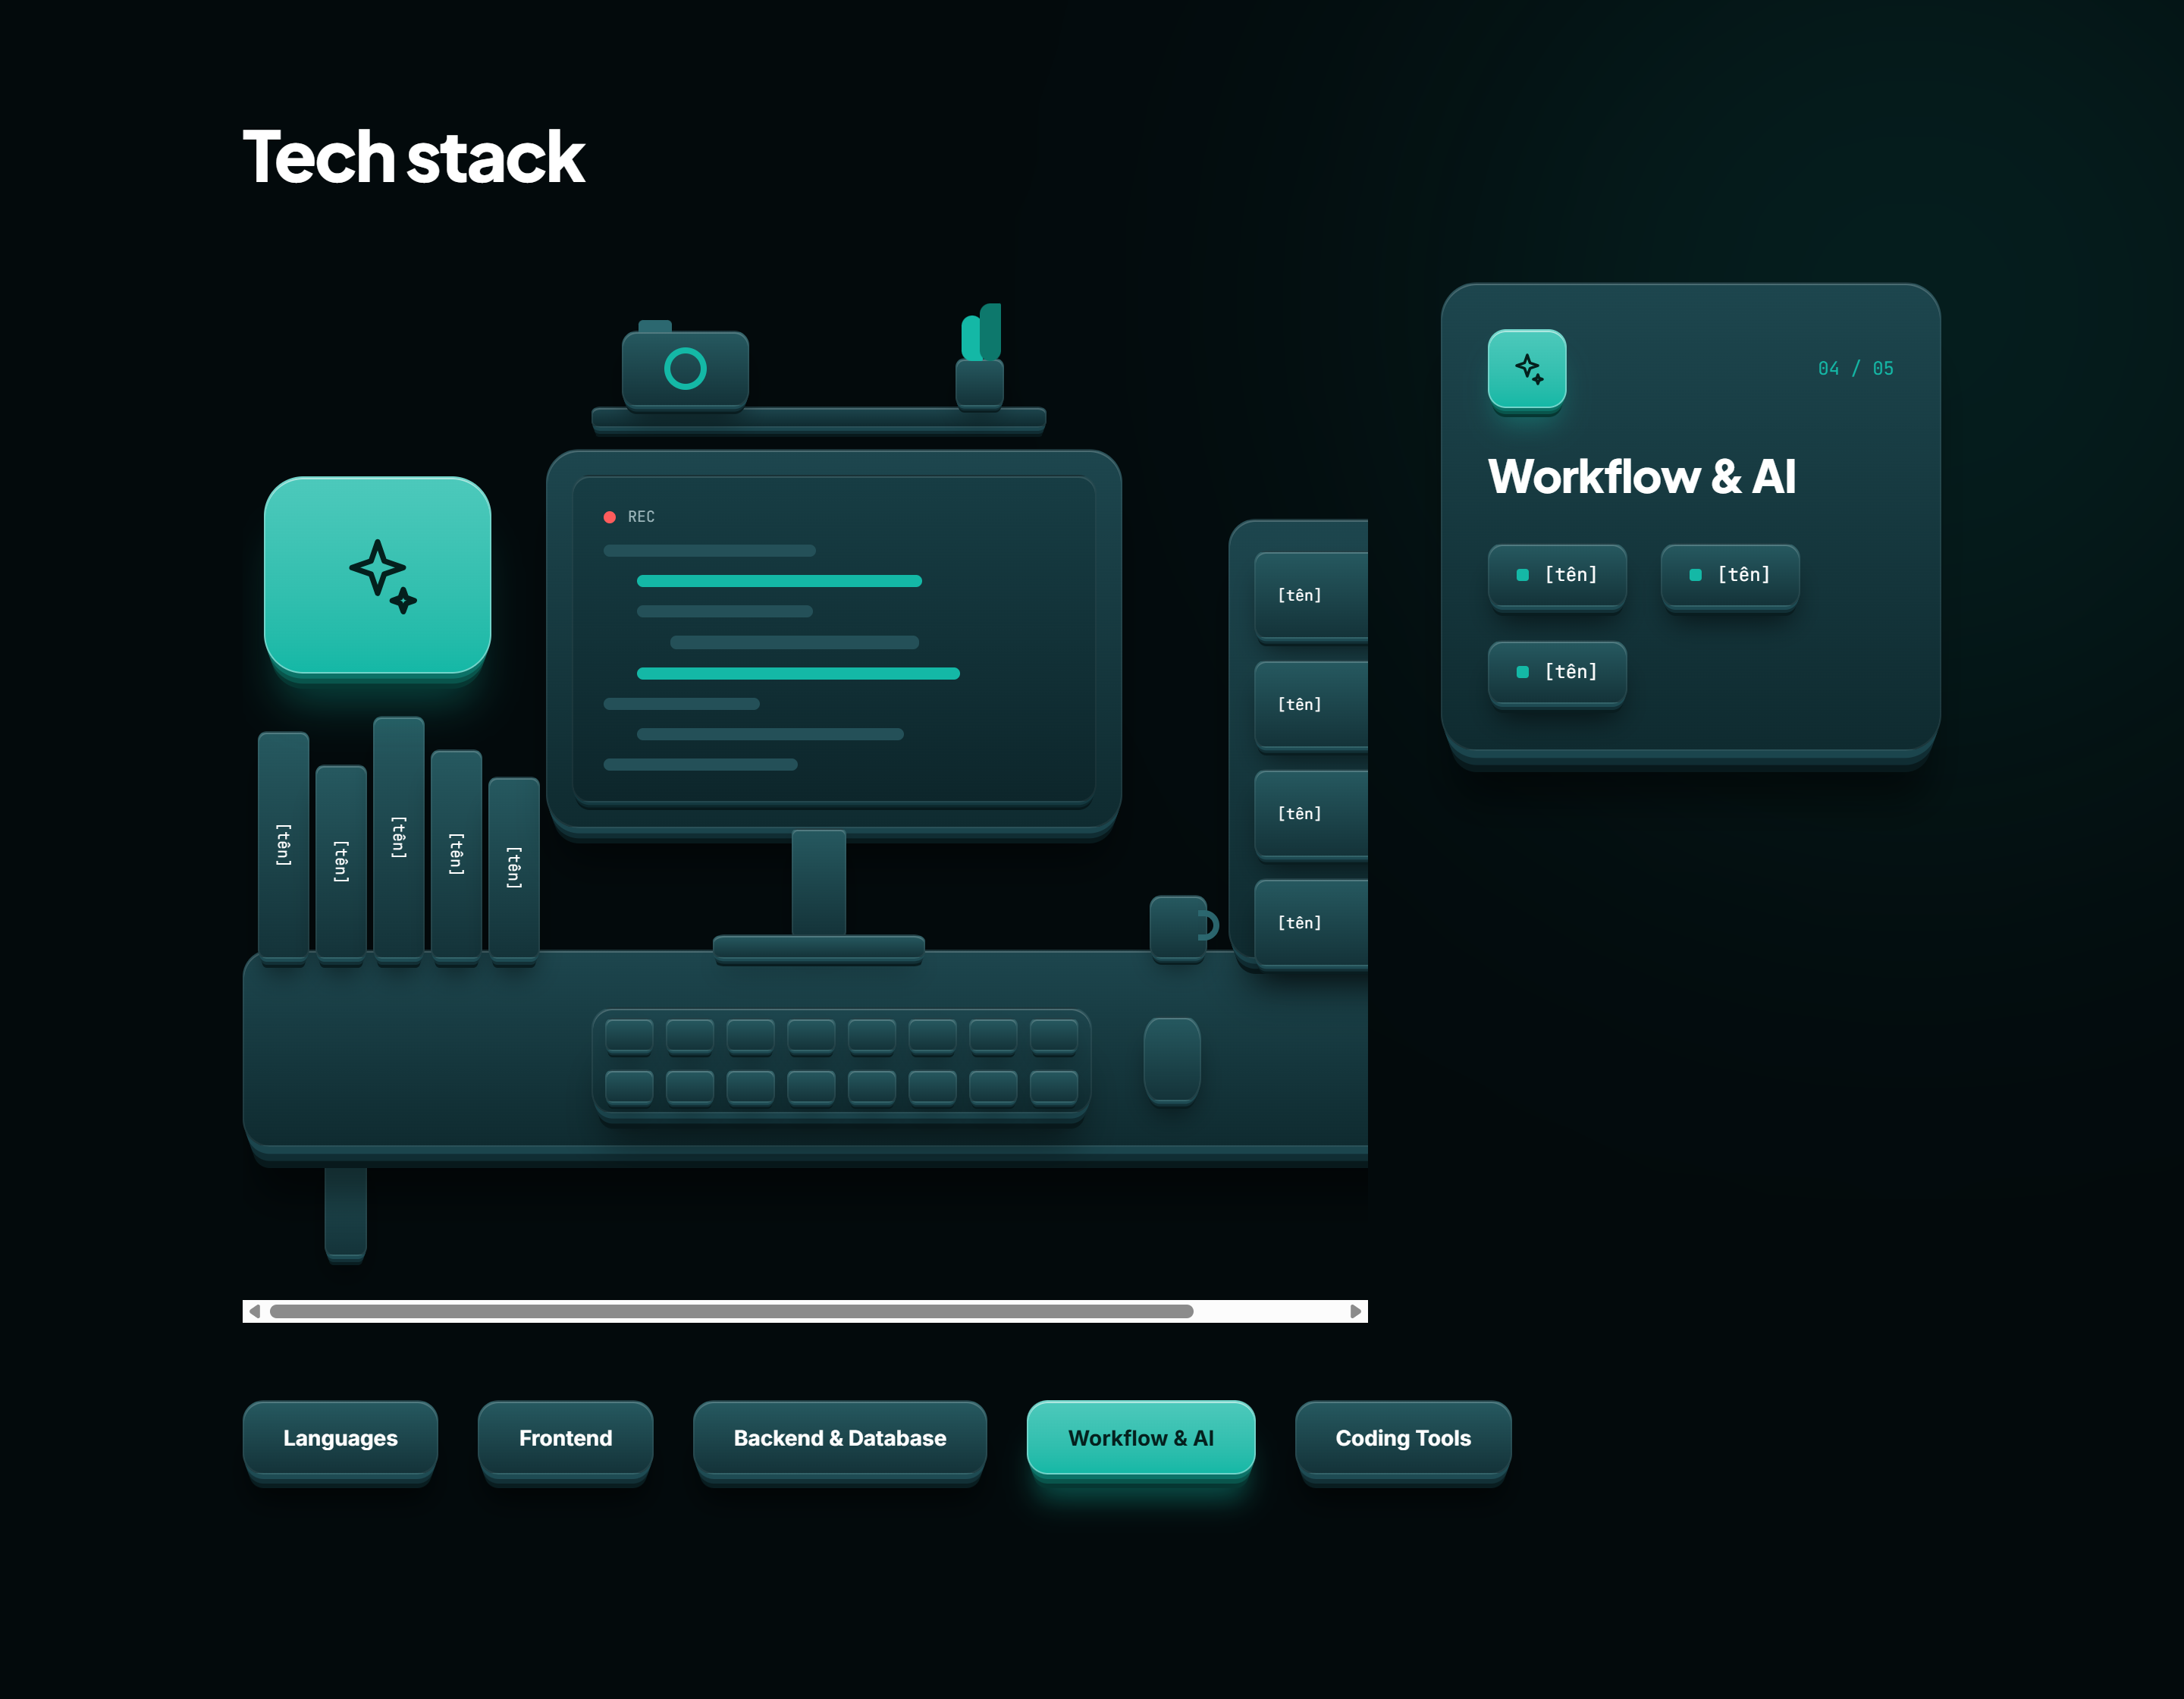 Tech stack
04 / 05
Workflow & AI
[tên]
[tên]
[tên]
REC
[tên]
[tên]
[tên]
[tên]
[tên]
[tên]
[tên]
[tên]
[tên]
Languages
Frontend
Backend & Database
Workflow & AI
Coding Tools